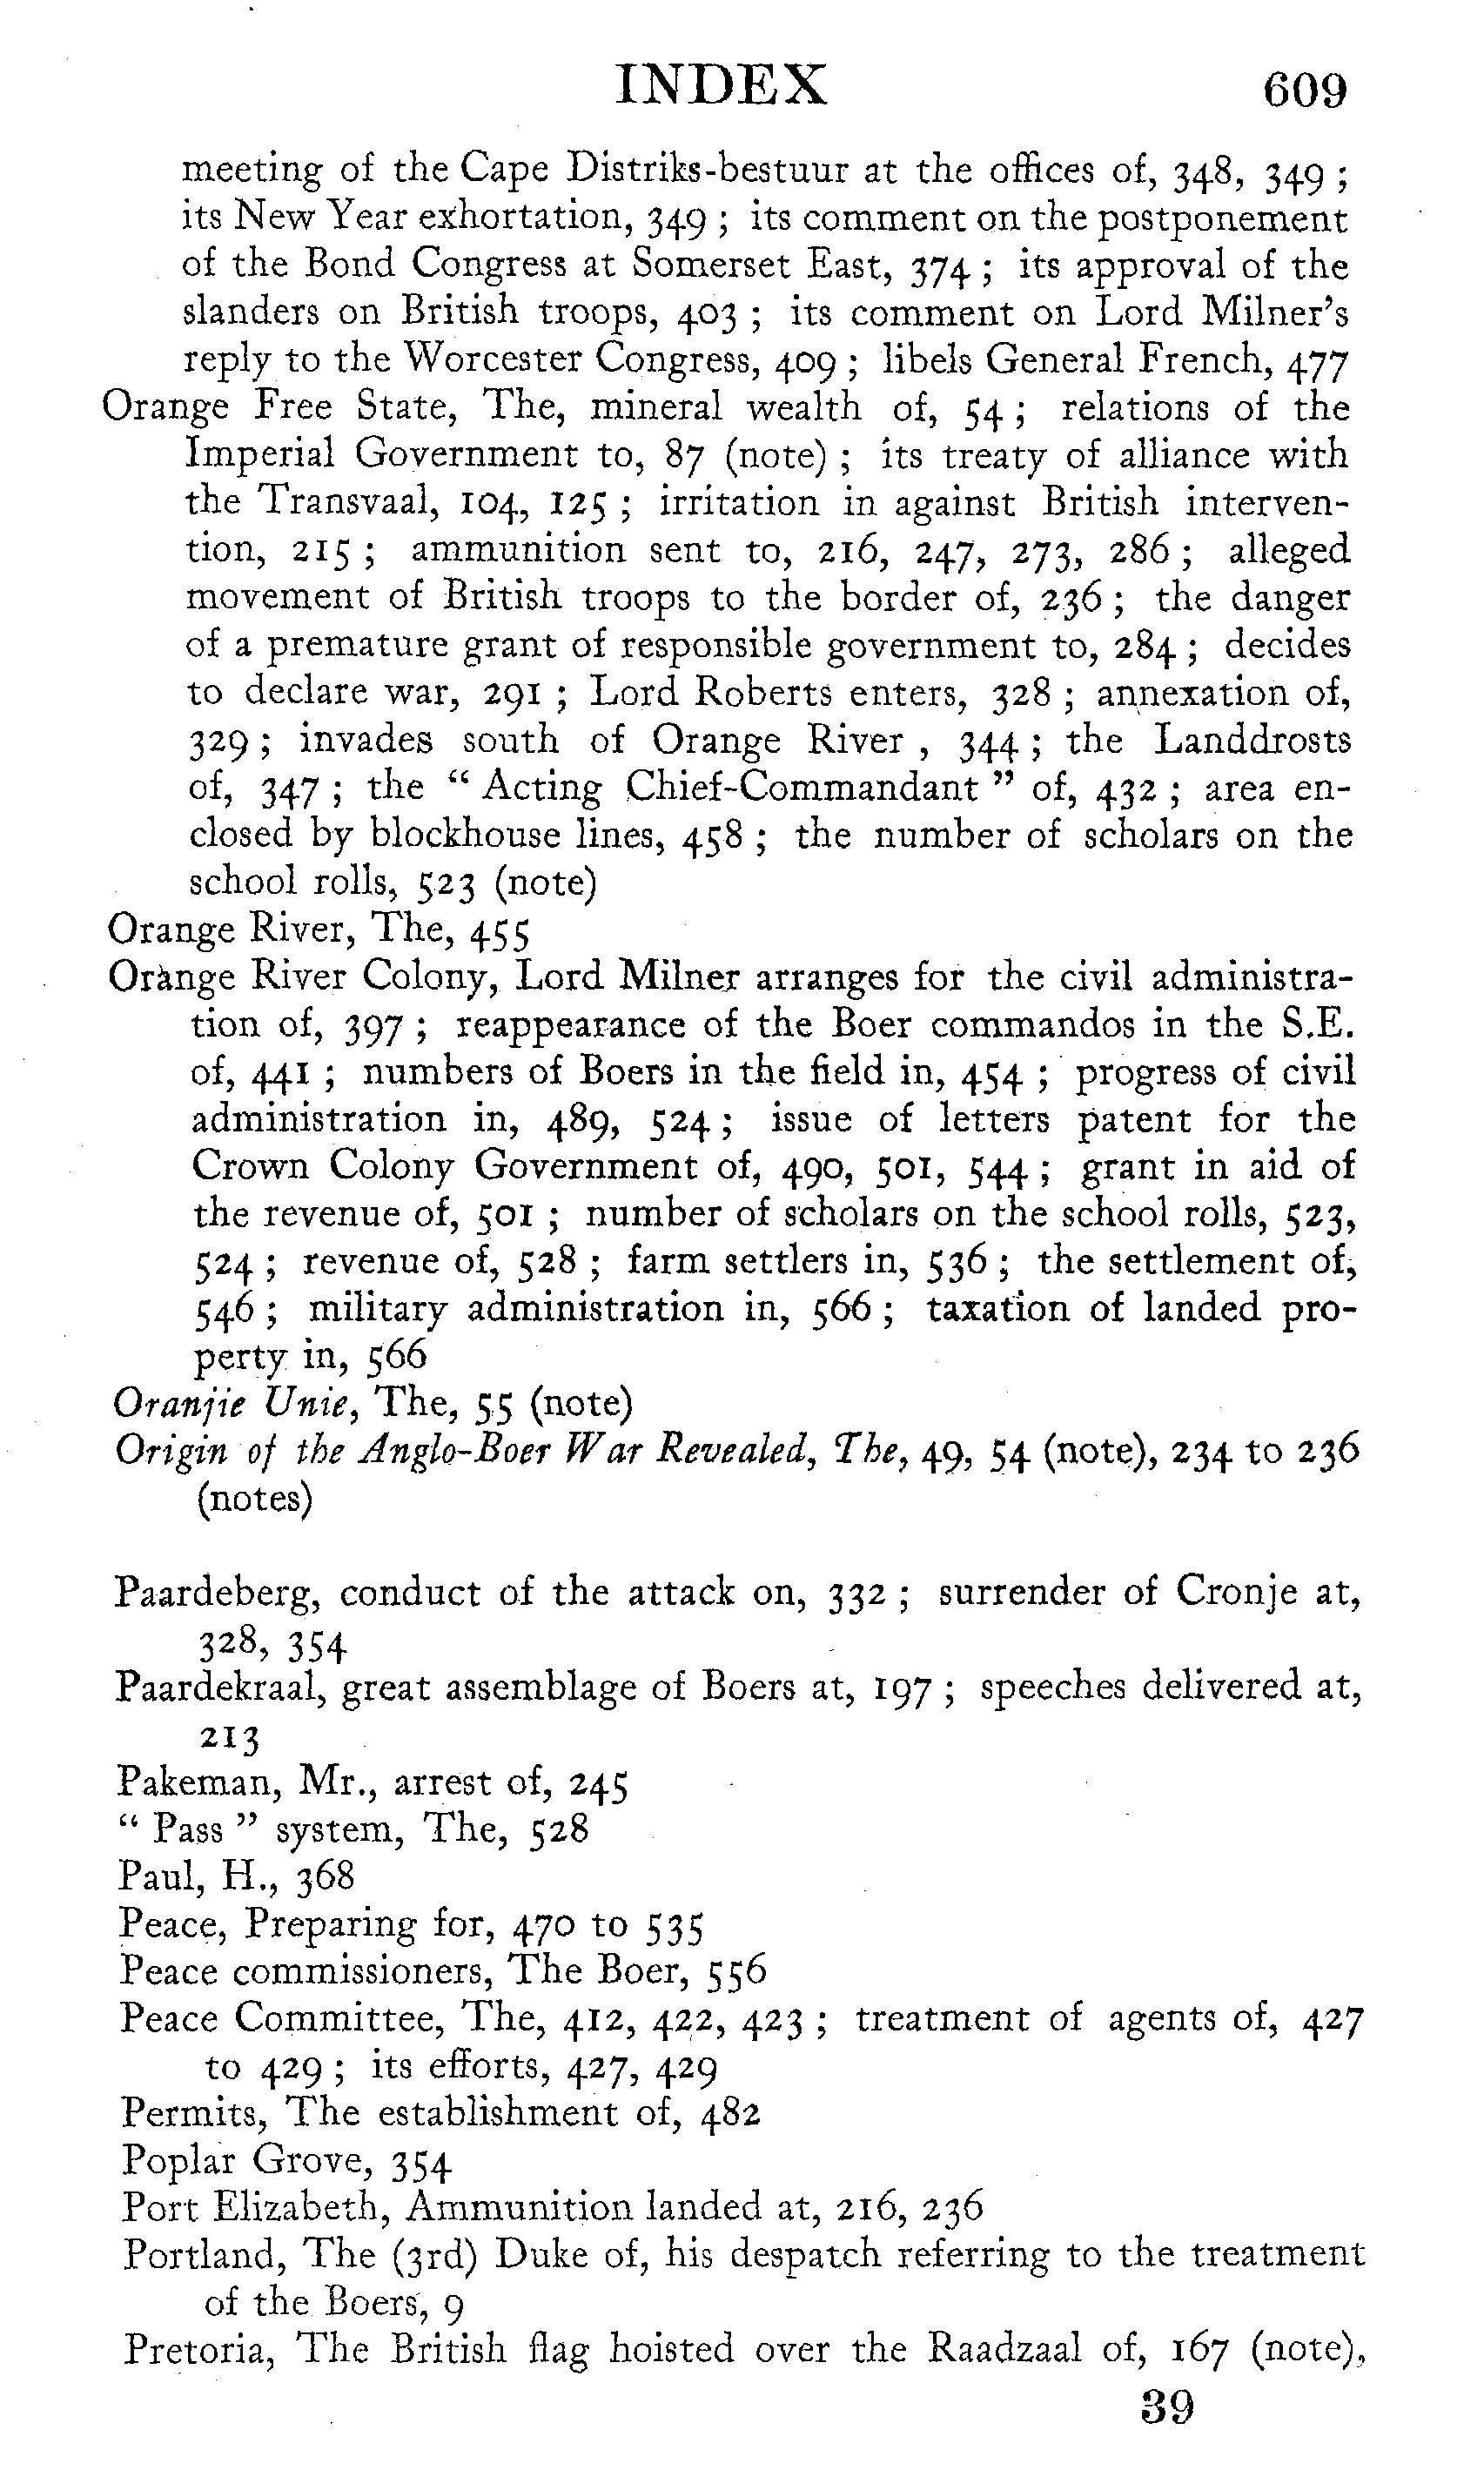 INDEX 609
meeting of the Cape Distriks-bestuur at the offices of, 348, 349 ;
its New Year exhortation, 349 ; its comment on the postponement
of the Bond Congress at Somerset East, 374 ; its approval of the
slanders on British troops, 403 ; its comment on Lord Milner's
reply to the Worcester Congress, 409 ; libels General French, 477
Orange Free State, The, mineral wealth of, 54 ; relations of the
Imperial Government to, 87 (note) ; its treaty of alliance with
the Transvaal, 104, 125 ; irritation in against British interven-
tion, 215 ; ammunition sent to, 216, 247, 273, 286 ; alleged
movement of British troops to the border of, 236 ; the danger
of a premature grant of responsible government to, 284 ; decides
to declare war, 291 ; Lord Roberts enters, 328 ; annexation of,
329 ; invades south of Orange River , 344 ; the Landdrosts
of, 347 ; the " Acting Chief-Commandant " of, 432 ; area en-
closed by blockhouse lines, 458 ; the number of scholars on the
school rolls, 523 (note)
Orange River, The, 455
Orange River Colony, Lord Milner arranges for the civil administra-
tion of, 397 ; reappearance of the Boer commandos in the S.E.
of, 441 ; numbers of Boers in the field in, 454 ; progress of civil
administration in, 489, 524 ; issue of letters patent for the
Crown Colony Government of, 490, 501, 544 ; grant in aid of
the revenue of, 501 ; number of scholars on the school rolls, 523,
524 ; revenue of, 528 ; farm settlers in, 536 ; the settlement of,
546 ; military administration in, 566 ; taxation of landed pro-
perty in, 566
Oranjie Unie, The, 55 (note)
Origin of the Anglo-Boer War Revealed, The, 49, 54 (note), 234 to 236
(notes)
Paardeberg, conduct of the attack on, 332 ; surrender of Cronje at,
328, 354
Paardekraal, great assemblage of Boers at, 197 ; speeches delivered at,
213
Pakeman, Mr., arrest of, 245
" Pass " system, The, 528
Paul, H., 368
Peace, Preparing for, 470 to 535
Peace commissioners, The Boer, 556
Peace Committee, The, 412, 422, 423 ; treatment of agents of, 427
to 429 ; its efforts, 427, 429
Permits, The establishment of, 482
Poplar Grove, 354
Port Elizabeth, Ammunition landed at, 216, 236
Portland, The (3rd) Duke of, his despatch referring to the treatment
of the Boers, 9
Pretoria, The British flag hoisted over the Raadzaal of, 167 (note),
39